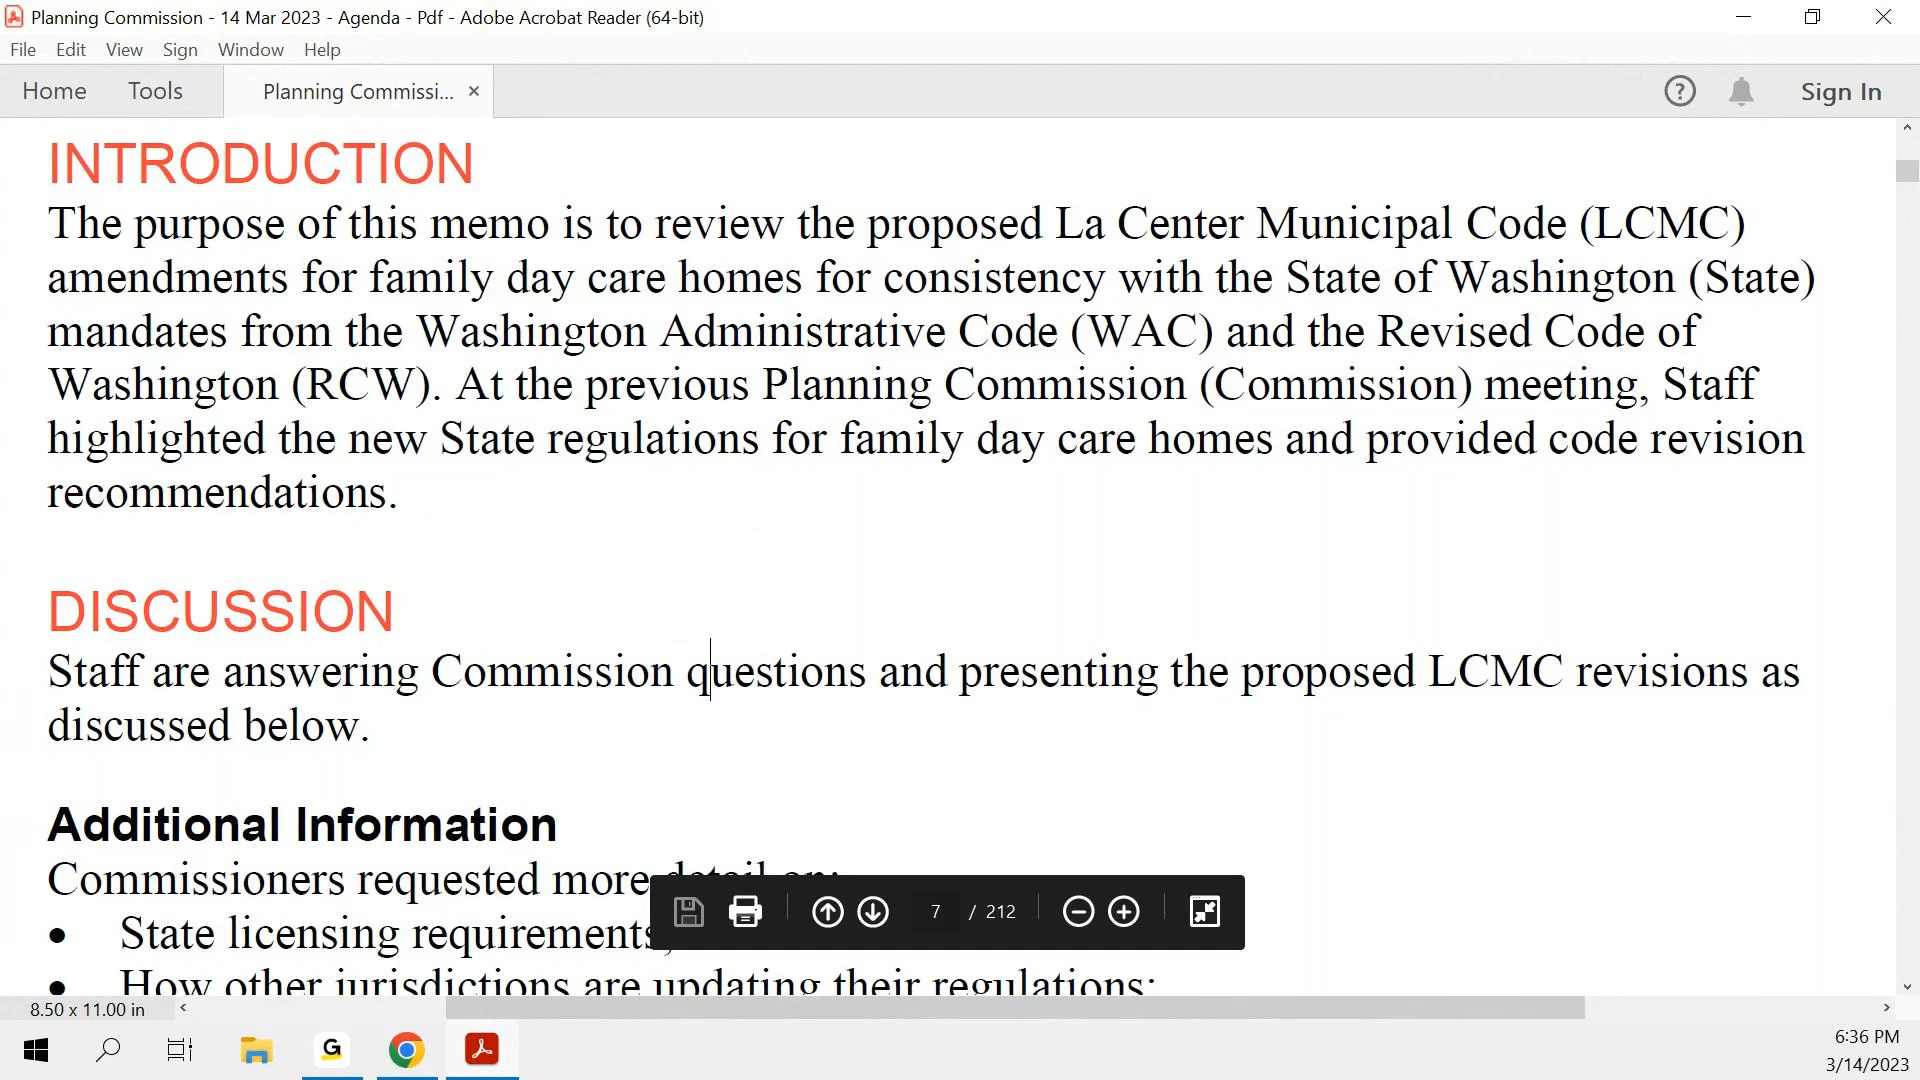 Planning Commission - 14 Mar 2023 - Agenda - Pdf - Adobe Acrobat Reader (64-bit)
File Edit View Sign Window Help
Home Tools Planning Commissi... × ? Sign In
INTRODUCTION
The purpose of this memo is to review the proposed La Center Municipal Code (LCMC)
amendments for family day care homes for consistency with the State of Washington (State)
mandates from the Washington Administrative Code (WAC) and the Revised Code of
Washington (RCW). At the previous Planning Commission (Commission) meeting, Staff
highlighted the new State regulations for family day care homes and provided code revision
recommendations.
DISCUSSION
Staff are answering Commission questions and presenting the proposed LCMC revisions as
discussed below.
Additional Information
Commissioners requested more detail on:
• State licensing requirements;
• How other jurisdictions are updating their regulations;
7 / 212
8.50 x 11.00 in
G
6:36 PM
3/14/2023